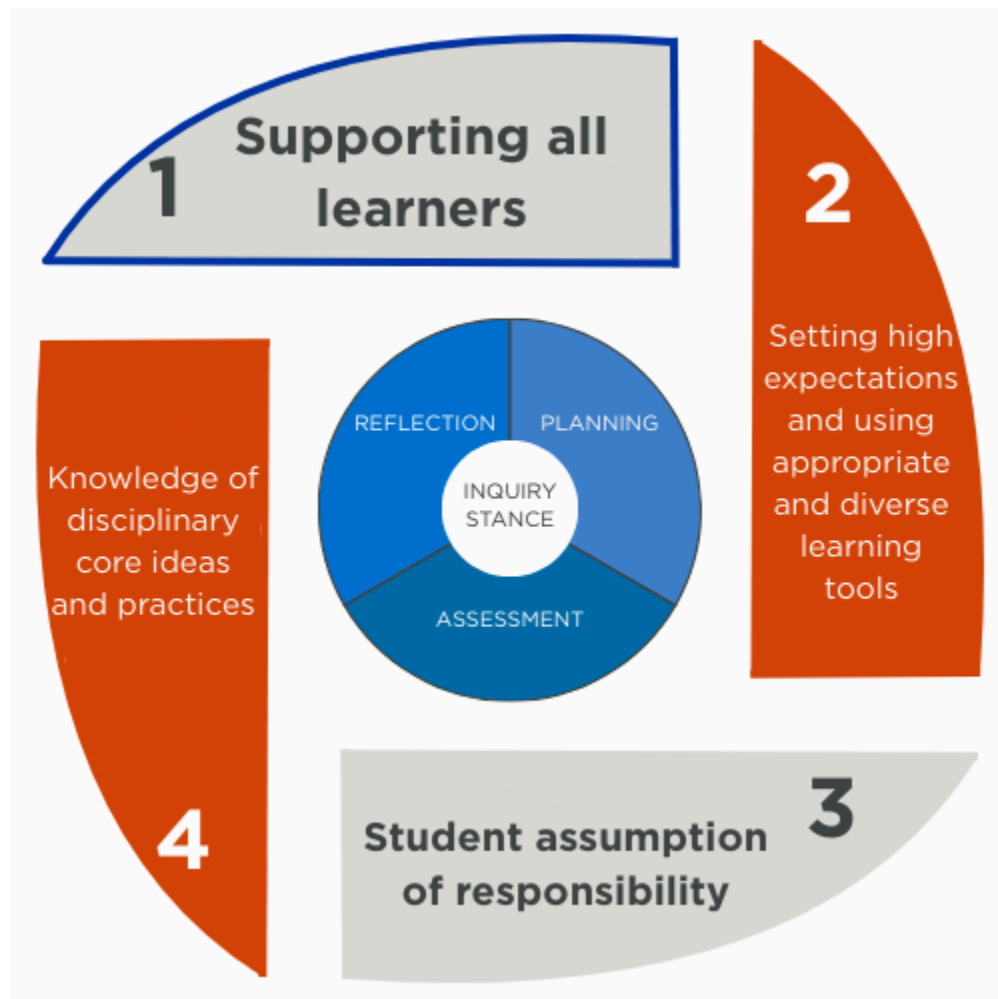 1
Supporting all
learners
2
Setting high
expectations
and using
appropriate
and diverse
learning
tools
REFLECTION
PLANNING
INQUIRY
STANCE
ASSESSMENT
3
Student assumption
of responsibility
Knowledge of
disciplinary
core ideas
and practices
4